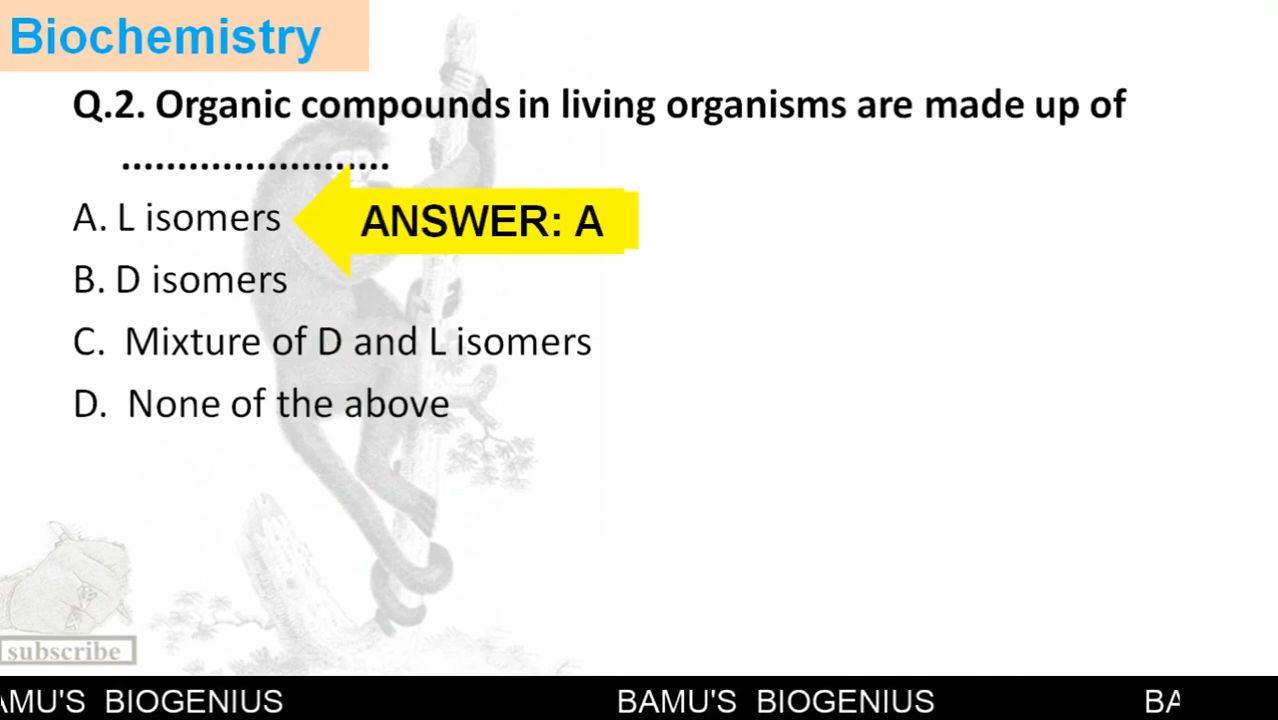 Biochemistry
Q.2. Organic compounds in living organisms are made up of
........................
A. L isomers
ANSWER: A
B. D isomers
C. Mixture of D and L isomers
D. None of the above
subscribe
AMU'S BIOGENIUS BAMU'S BIOGENIUS BA